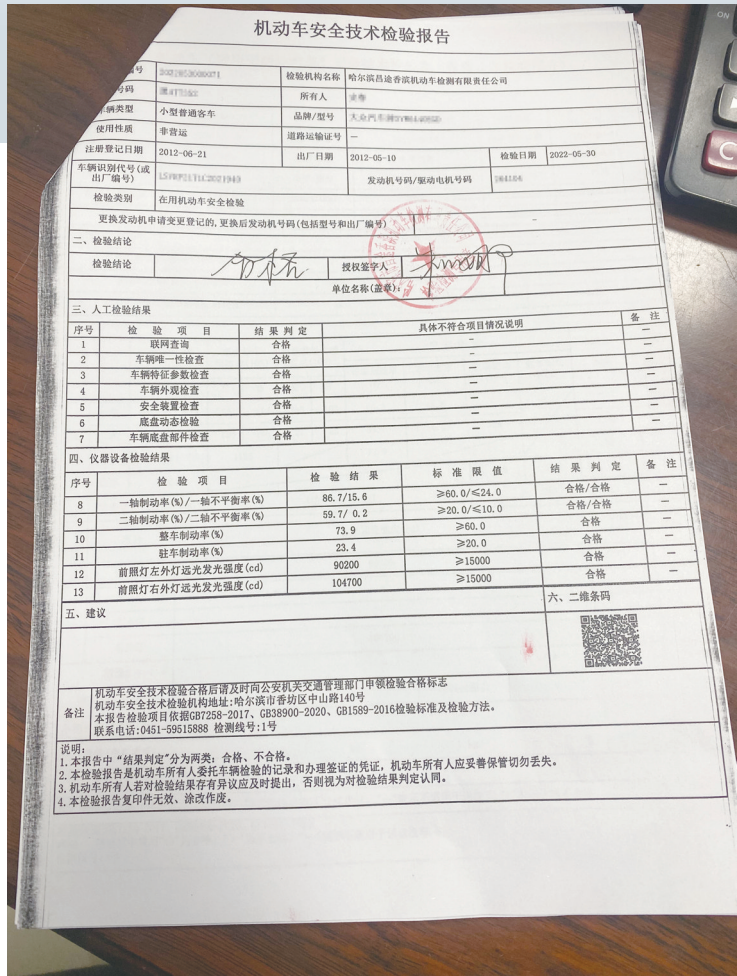 ON
C
机动车安全技术检验报告
编号 检验机构名称 哈尔滨昌途香滨机动车检测有限责任公司
号码 所有人
车辆类型 小型普通客车 品牌/型号 大众汽车牌
使用性质 非营运 道路运输证号 —
注册登记日期 2012-06-21 出厂日期 2012-05-10 检验日期 2022-05-30
车辆识别代号(或出厂编号) 发动机号码/驱动电机号码
检验类别 在用机动车安全检验
更换发动机申请变更登记的,更换后发动机号码(包括型号和出厂编号) -
二、检验结论
检验结论 合格 授权签字人
单位名称(盖章):
三、人工检验结果
序号 检 验 项 目 结 果 判 定 具体不符合项目情况说明 备 注
1 联网查询 合格 — —
2 车辆唯一性检查 合格 — —
3 车辆特征参数检查 合格 — —
4 车辆外观检查 合格 — —
5 安全装置检查 合格 — —
6 底盘动态检验 合格 — —
7 车辆底盘部件检查 合格 — —
四、仪器设备检验结果
序号 检 验 项 目 检 验 结 果 标 准 限 值 结 果 判 定 备 注
8 一轴制动率(%)/一轴不平衡率(%) 86.7/15.6 ≥60.0/≤24.0 合格/合格 —
9 二轴制动率(%)/二轴不平衡率(%) 59.7/ 0.2 ≥20.0/≤10.0 合格/合格 —
10 整车制动率(%) 73.9 ≥60.0 合格 —
11 驻车制动率(%) 23.4 ≥20.0 合格 —
12 前照灯左外灯远光发光强度(cd) 90200 ≥15000 合格 —
13 前照灯右外灯远光发光强度(cd) 104700 ≥15000 合格 —
五、建议 六、二维条码
备注 机动车安全技术检验合格后请及时向公安机关交通管理部门申领检验合格标志
机动车安全技术检验机构地址:哈尔滨市香坊区中山路140号
本报告检验项目依据GB7258-2017、GB38900-2020、GB1589-2016检验标准及检验方法。
联系电话:0451-59515888 检测线号:1号
说明:
1.本报告中“结果判定"分为两类:合格、不合格。
2.本检验报告是机动车所有人委托车辆检验的记录和办理签证的凭证，机动车所有人应妥善保管切勿丢失。
3.机动车所有人若对检验结果存有异议应及时提出，否则视为对检验结果判定认同。
4.本检验报告复印件无效、涂改作废。